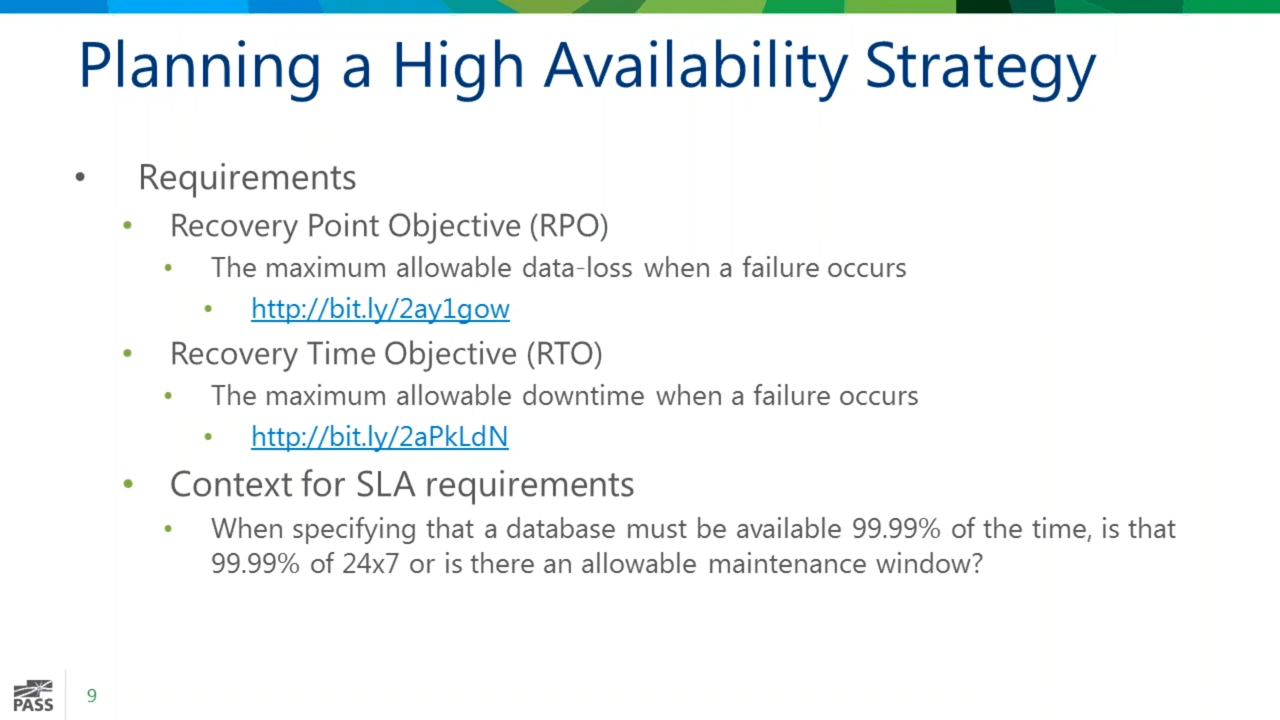 Planning a High Availability Strategy
• Requirements
• Recovery Point Objective (RPO)
• The maximum allowable data-loss when a failure occurs
• http://bit.ly/2ay1gow
• Recovery Time Objective (RTO)
• The maximum allowable downtime when a failure occurs
• http://bit.ly/2aPkLdN
• Context for SLA requirements
• When specifying that a database must be available 99.99% of the time, is that
99.99% of 24x7 or is there an allowable maintenance window?
PASS
9